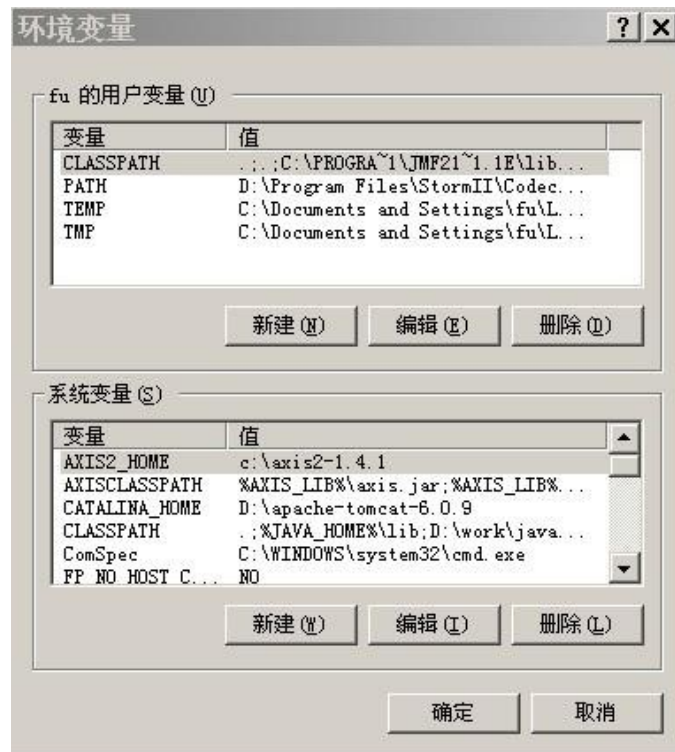 环境变量
fu 的用户变量(U)
变量 值
CLASSPATH .;.;C:\PROGRA~1\JMF21~1.1E\lib...
PATH D:\Program Files\StormII\Codec...
TEMP C:\Documents and Settings\fu\L...
TMP C:\Documents and Settings\fu\L...
新建(N) 编辑(E) 删除(D)
系统变量(S)
变量 值
AXIS2_HOME c:\axis2-1.4.1
AXISCLASSPATH %AXIS_LIB%\axis.jar;%AXIS_LIB%...
CATALINA_HOME D:\apache-tomcat-6.0.9
CLASSPATH .;%JAVA_HOME%\lib;D:\work\java...
ComSpec C:\WINDOWS\system32\cmd.exe
FP_NO_HOST_C... NO
新建(W) 编辑(I) 删除(L)
确定 取消